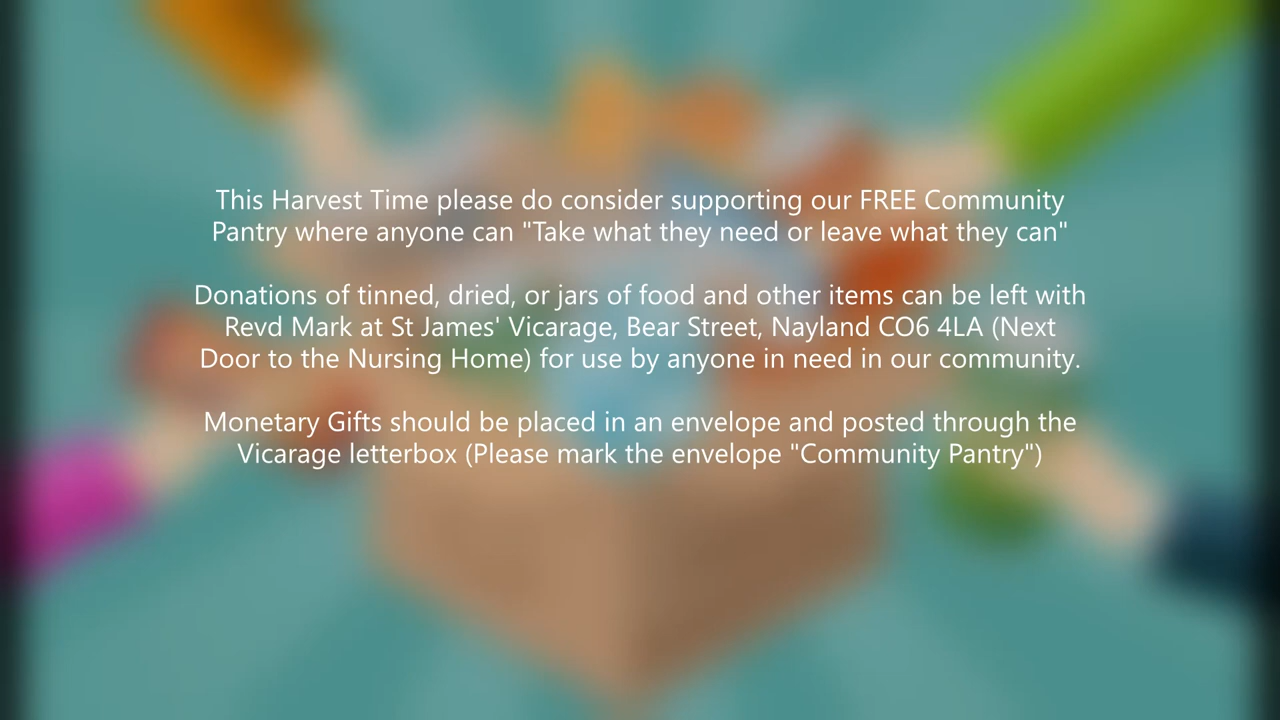 This Harvest Time please do consider supporting our FREE Community
Pantry where anyone can "Take what they need or leave what they can"
Donations of tinned, dried, or jars of food and other items can be left with
Revd Mark at St James' Vicarage, Bear Street, Nayland CO6 4LA (Next
Door to the Nursing Home) for use by anyone in need in our community.
Monetary Gifts should be placed in an envelope and posted through the
Vicarage letterbox (Please mark the envelope "Community Pantry")